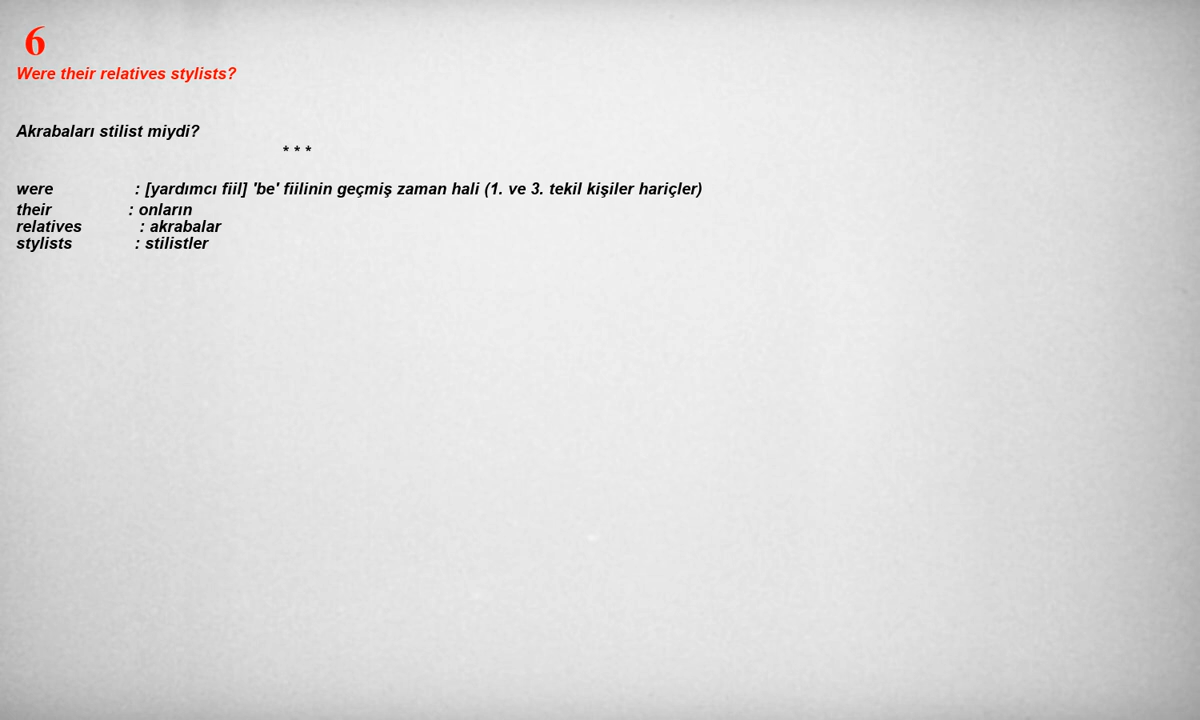 6
Were their relatives stylists?
Akrabaları stilist miydi?
* * *
were : [yardımcı fiil] 'be' fiilinin geçmiş zaman hali (1. ve 3. tekil kişiler hariçler)
their : onların
relatives : akrabalar
stylists : stilistler